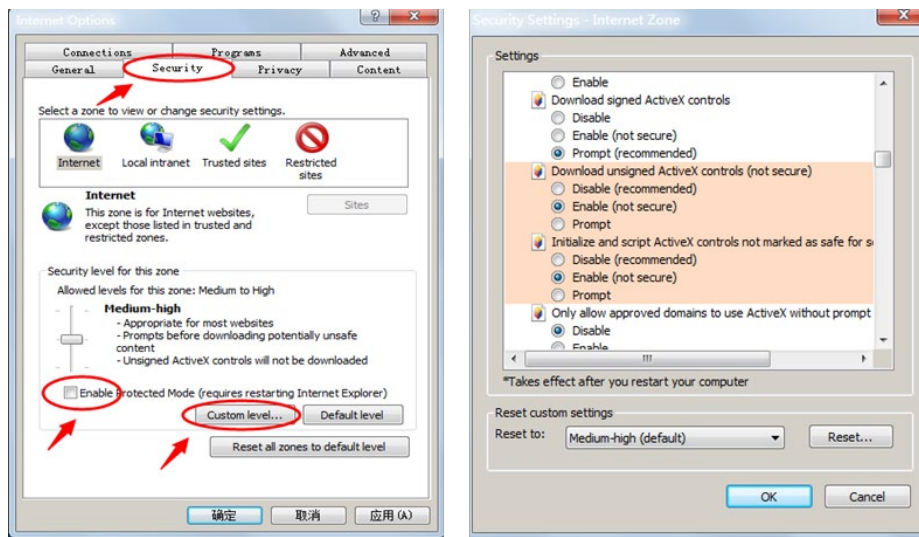 Internet Options
Connections Programs Advanced
General Security Privacy Content
Select a zone to view or change security settings.
Internet Local intranet Trusted sites Restricted sites
Internet
This zone is for Internet websites,
except those listed in trusted and
restricted zones.
Sites
Security level for this zone
Allowed levels for this zone: Medium to High
Medium-high
- Appropriate for most websites
- Prompts before downloading potentially unsafe
content
- Unsigned ActiveX controls will not be downloaded
Enable Protected Mode (requires restarting Internet Explorer)
Custom level... Default level
Reset all zones to default level
确定 取消 应用(A)
Security Settings - Internet Zone
Settings
Enable
Download signed ActiveX controls
Disable
Enable (not secure)
Prompt (recommended)
Download unsigned ActiveX controls (not secure)
Disable (recommended)
Enable (not secure)
Prompt
Initialize and script ActiveX controls not marked as safe for s
Disable (recommended)
Enable (not secure)
Prompt
Only allow approved domains to use ActiveX without prompt
Disable
Enable
*Takes effect after you restart your computer
Reset custom settings
Reset to: Medium-high (default) Reset...
OK Cancel